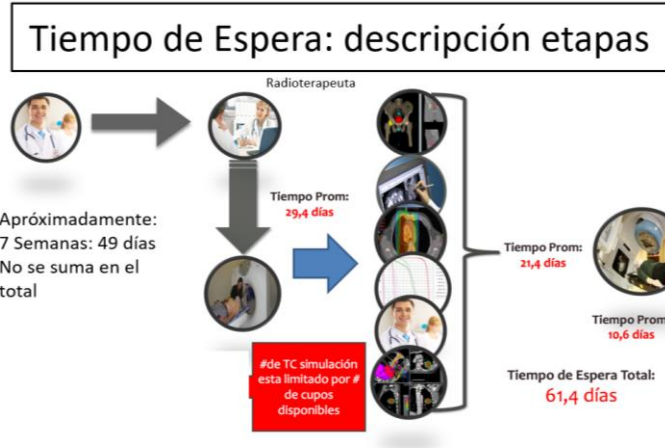 Tiempo de Espera: descripción etapas
Radioterapeuta
Apróximadamente:
7 Semanas: 49 días
No se suma en el
total
Tiempo Prom:
29,4 días
#de TC simulación
esta limitado por #
de cupos
disponibles
Tiempo Prom:
21,4 días
Tiempo Prom:
10,6 días
Tiempo de Espera Total:
61,4 días